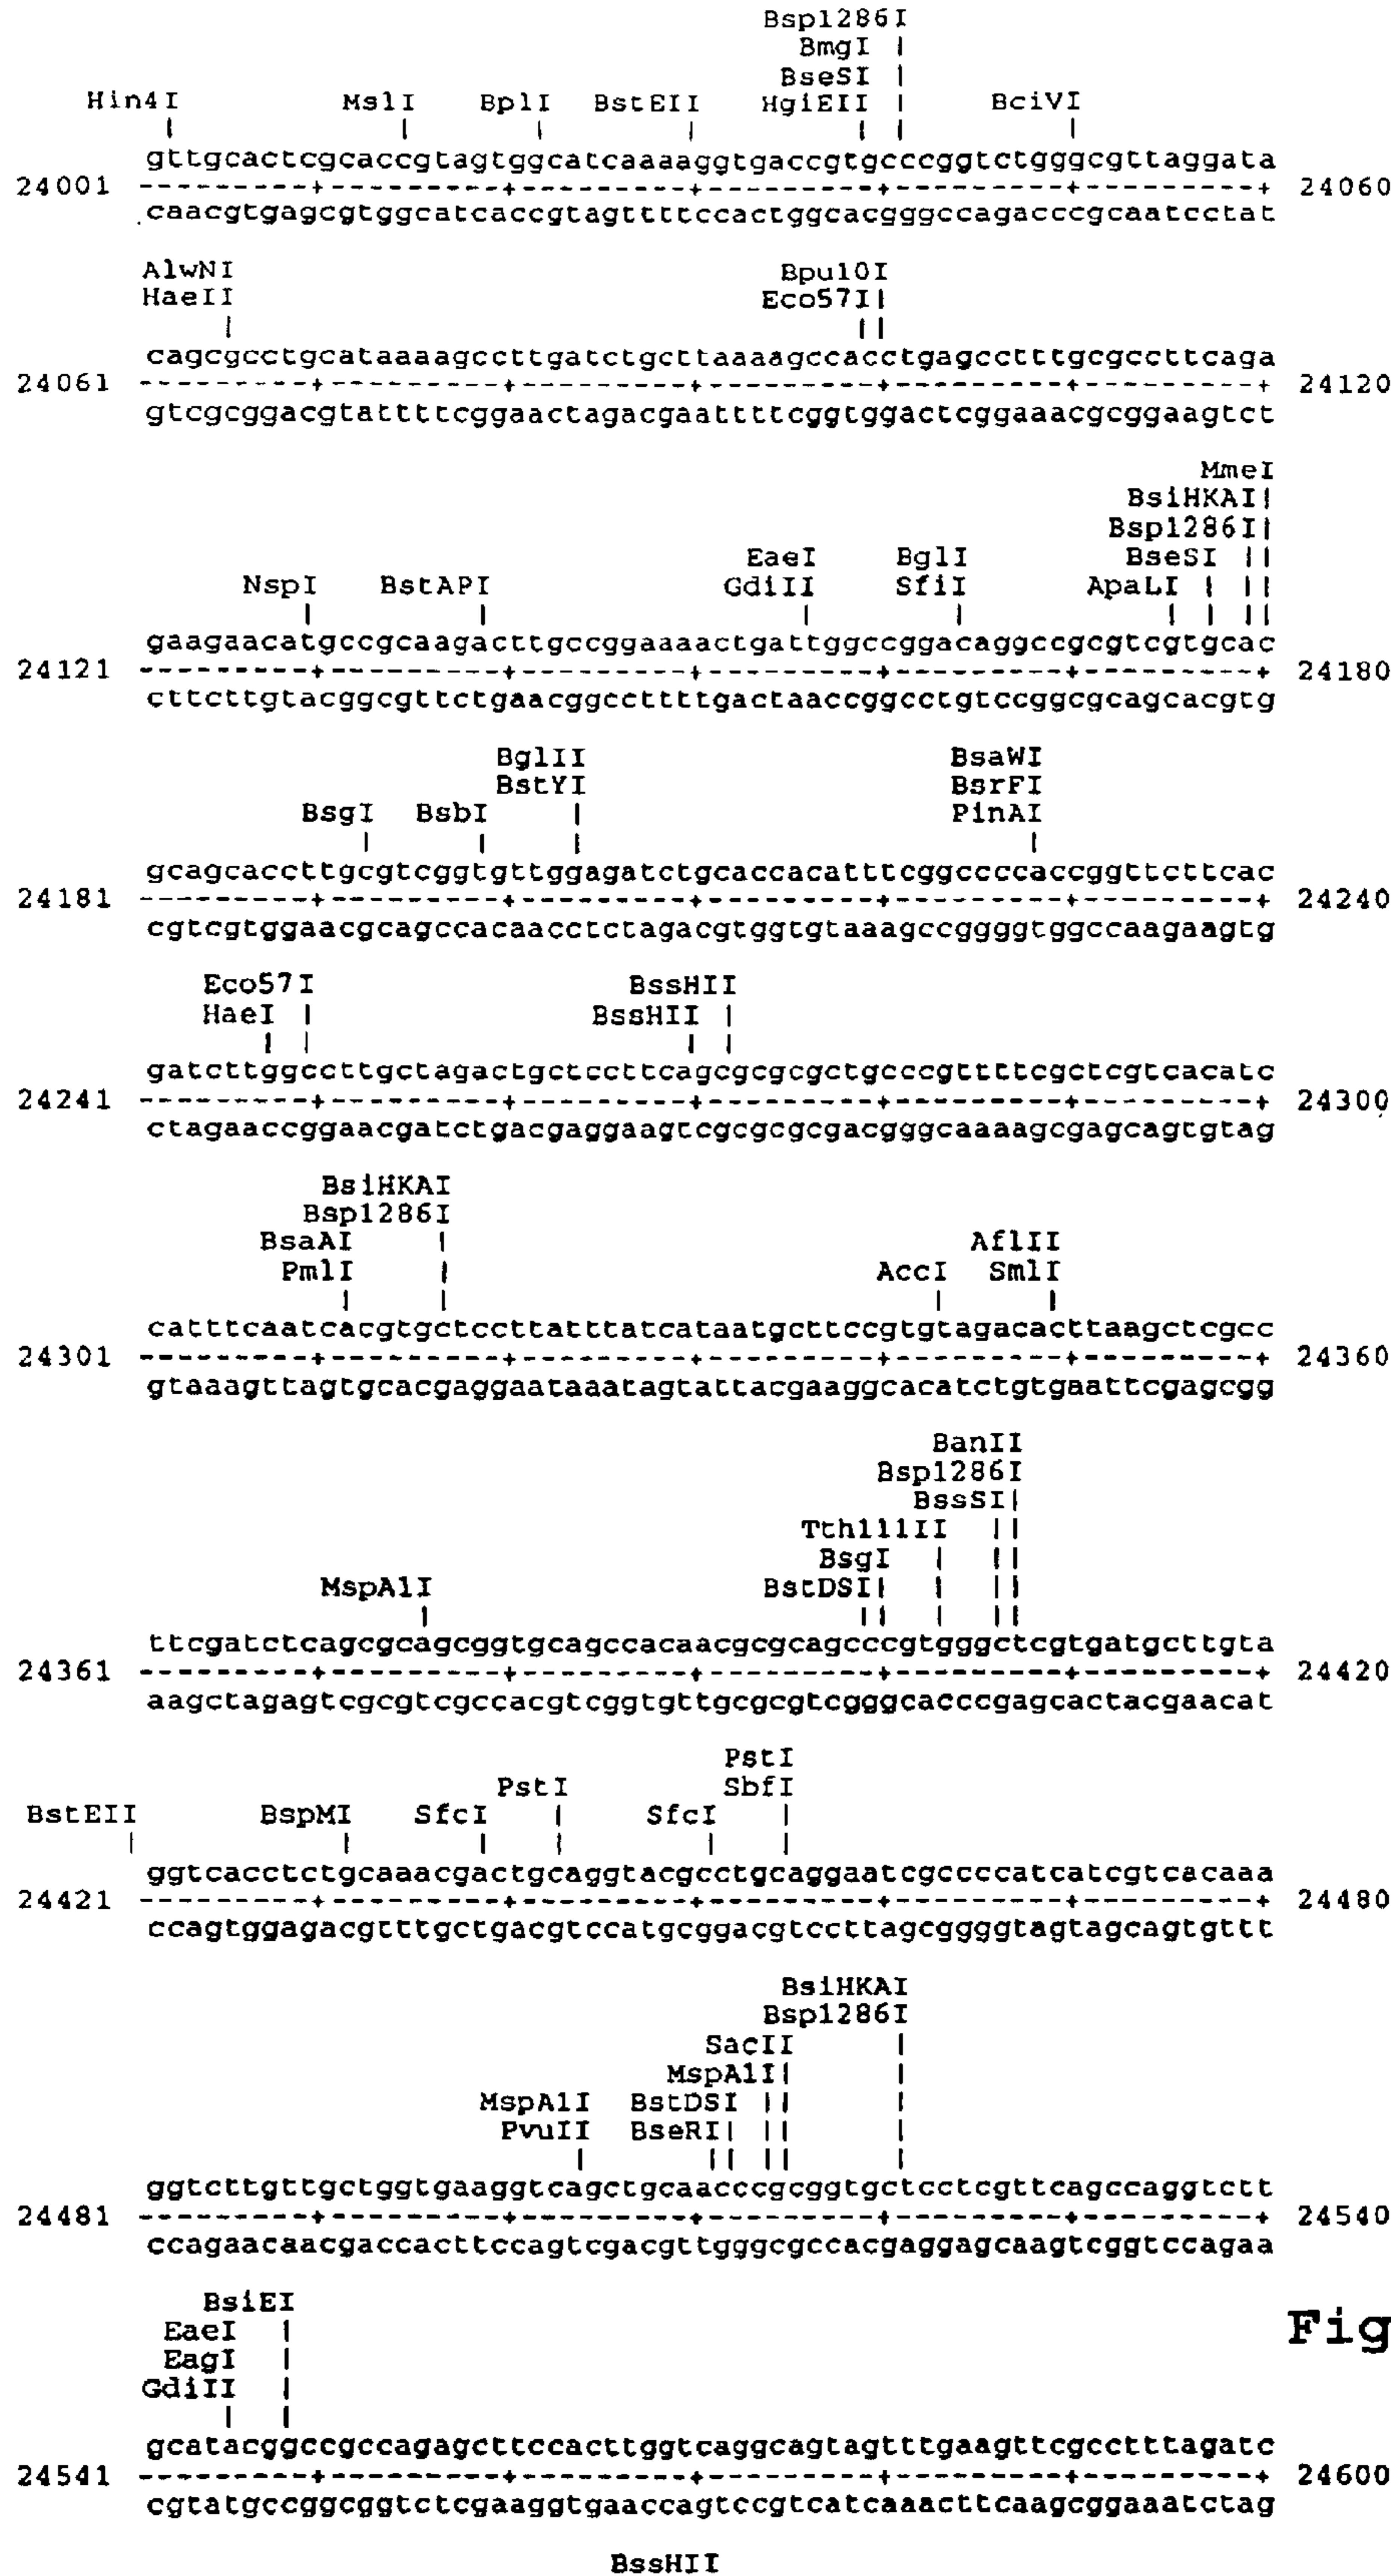 Bsp1286I
BmgI |
BseSI |
Hin4I MslI BplI BstEII HgiEII | BciVI
| | | | | | |
gttgcactcgcaccgtagtggcatcaaaaggtgaccgtgcccggtctgggcgttaggata
24001 ---------+---------+---------+---------+---------+---------+ 24060
caacgtgagcgtggcatcaccgtagttttccactggcacgggccagacccgcaatcctat
AlwNI Bpu10I
HaeII Eco57I|
| ||
cagcgcctgcataaaagccttgatctgcttaaaagccacctgagcctttgcgccttcaga
24061 ---------+---------+---------+---------+---------+---------+ 24120
gtcgcggacgtattttcggaactagacgaattttcggtggactcggaaacgcggaagtct
MmeI
BsiHKAI|
Bsp1286I|
EaeI BglI BseSI ||
NspI BstAPI GdiII SfiI ApaLI | ||
| | | | | | ||
gaagaacatgccgcaagacttgccggaaaactgattggccggacaggccgcgtcgtgcac
24121 ---------+---------+---------+---------+---------+---------+ 24180
cttcttgtacggcgttctgaacggccttttgactaaccggcctgtccggcgcagcacgtg
BglII BsaWI
BstYI BsrFI
BsgI BsbI | PinAI
| | | |
gcagcaccttgcgtcggtgttggagatctgcaccacatttcggccccaccggttcttcac
24181 ---------+---------+---------+---------+---------+---------+ 24240
cgtcgtggaacgcagccacaacctctagacgtggtgtaaagccggggtggccaagaagtg
Eco57I BssHII
HaeI | BssHII |
| | | |
gatcttggccttgctagactgctccttcagcgcgcgctgcccgttttcgctcgtcacatc
24241 ---------+---------+---------+---------+---------+---------+ 24300
ctagaaccggaacgatctgacgaggaagtcgcgcgcgacgggcaaaagcgagcagtgtag
BsiHKAI
Bsp1286I
BsaAI | AflII
PmlI | AccI SmlI
| | | |
catttcaatcacgtgctccttatttatcataatgcttccgtgtagacacttaagctcgcc
24301 ---------+---------+---------+---------+---------+---------+ 24360
gtaaagttagtgcacgaggaataaatagtattacgaaggcacatctgtgaattcgagcgg
BanII
Bsp1286I
BssSI|
Tth111II ||
BsgI | ||
MspA1I BstDSI| | ||
| || | ||
ttcgatctcagcgcagcggtgcagccacaacgcgcagcccgtgggctcgtgatgcttgta
24361 ---------+---------+---------+---------+---------+---------+ 24420
aagctagagtcgcgtcgccacgtcggtgttgcgcgtcgggcacccgagcactacgaacat
PstI
PstI SbfI
BstEII BspMI SfcI | SfcI |
| | | | | |
ggtcacctctgcaaacgactgcaggtacgcctgcaggaatcgccccatcatcgtcacaaa
24421 ---------+---------+---------+---------+---------+---------+ 24480
ccagtggagacgtttgctgacgtccatgcggacgtccttagcggggtagtagcagtgttt
BsiHKAI
Bsp1286I
SacII |
MspA1I| |
MspA1I BstDSI || |
PvuII BseRI| || |
| || || |
ggtcttgttgctggtgaaggtcagctgcaacccgcggtgctcctcgttcagccaggtctt
24481 ---------+---------+---------+---------+---------+---------+ 24540
ccagaacaacgaccacttccagtcgacgttgggcgccacgaggagcaagtcggtccagaa
BsiEI
EaeI |
EagI |
GdiII |
| |
gcatacggccgccagagcttccacttggtcaggcagtagtttgaagttcgcctttagatc
24541 ---------+---------+---------+---------+---------+---------+ 24600
cgtatgccggcggtctcgaaggtgaaccagtccgtcatcaaacttcaagcggaaatctag
Fig
BssHII